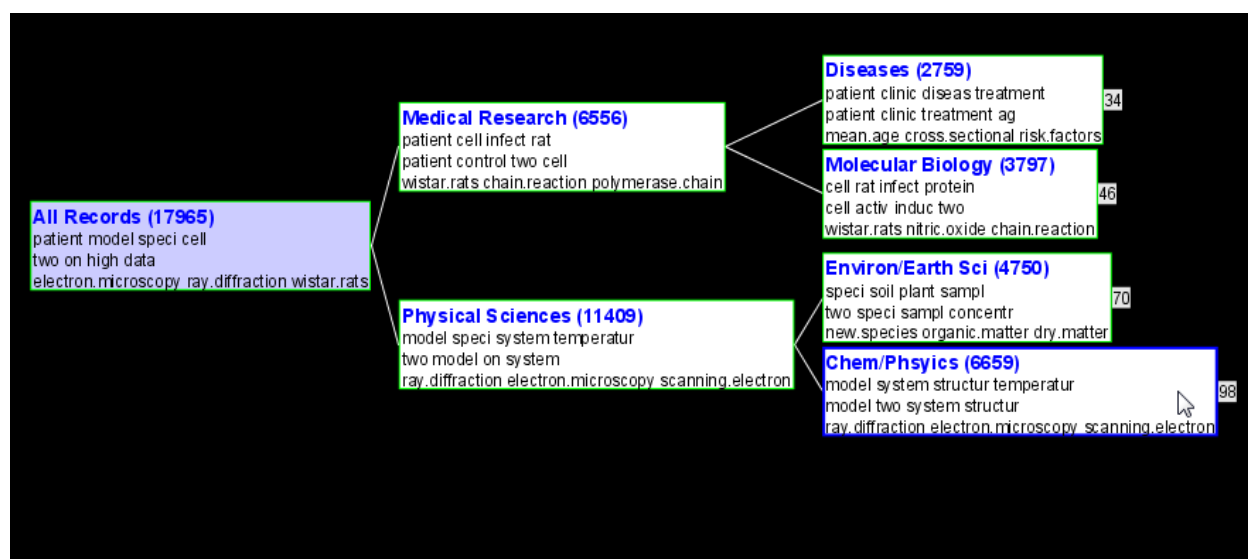 All Records (17965)
patient model speci cell
two on high data
electron.microscopy ray.diffraction wistar.rats
Medical Research (6556)
patient cell infect rat
patient control two cell
wistar.rats chain.reaction polymerase.chain
Physical Sciences (11409)
model speci system temperatur
two model on system
ray.diffraction electron.microscopy scanning.electron
Diseases (2759)
patient clinic diseas treatment
patient clinic treatment ag
mean.age cross.sectional risk.factors
34
Molecular Biology (3797)
cell rat infect protein
cell activ induc two
wistar.rats nitric.oxide chain.reaction
46
Environ/Earth Sci (4750)
speci soil plant sampl
two speci sampl concentr
new.species organic.matter dry.matter
70
Chem/Phsyics (6659)
model system structur temperatur
model two system structur
ray.diffraction electron.microscopy scanning.electron
98